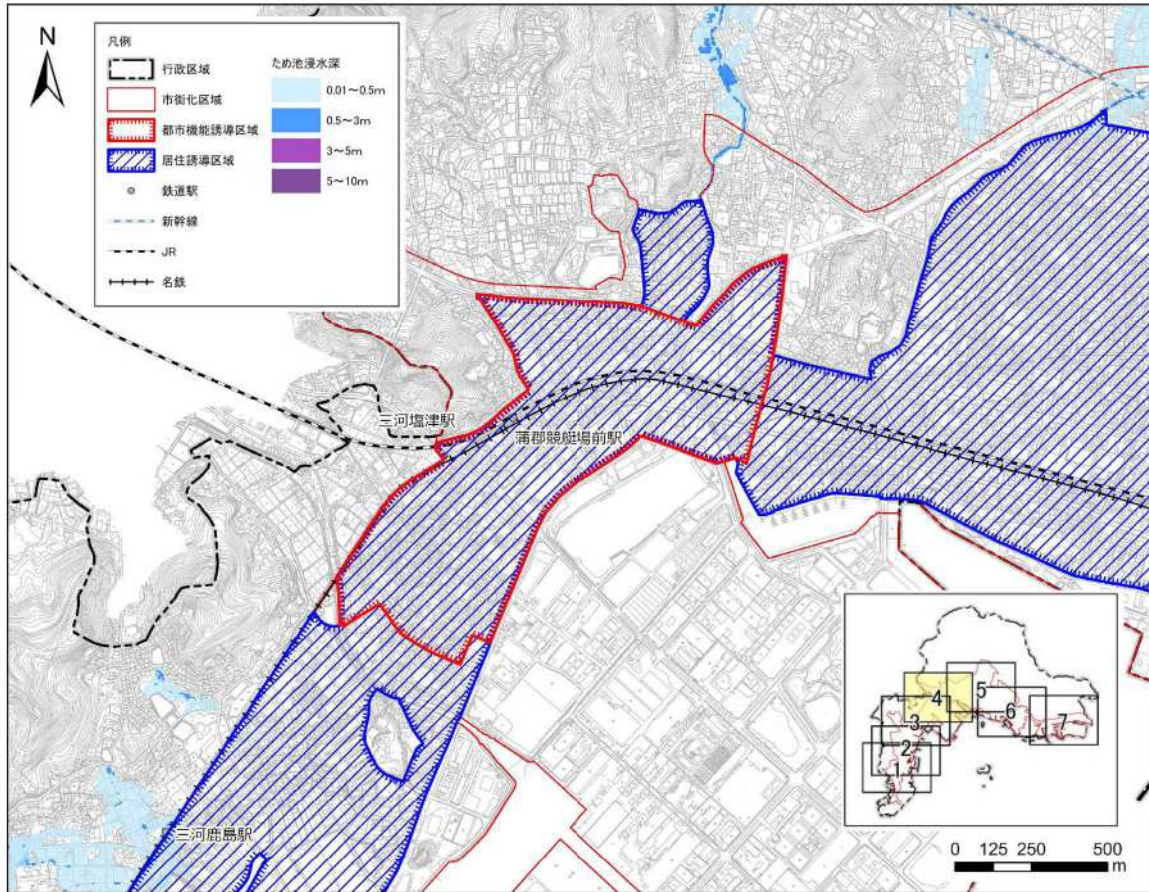 N
凡例
行政区域
市街化区域
都市機能誘導区域
居住誘導区域
鉄道駅
新幹線
JR
名鉄
ため池浸水深
0.01～0.5m
0.5～3m
3～5m
5～10m
三河塩津駅
蒲郡競艇場前駅
三河鹿島駅
4
5
3
6
7
2
1
0 125 250 500
m